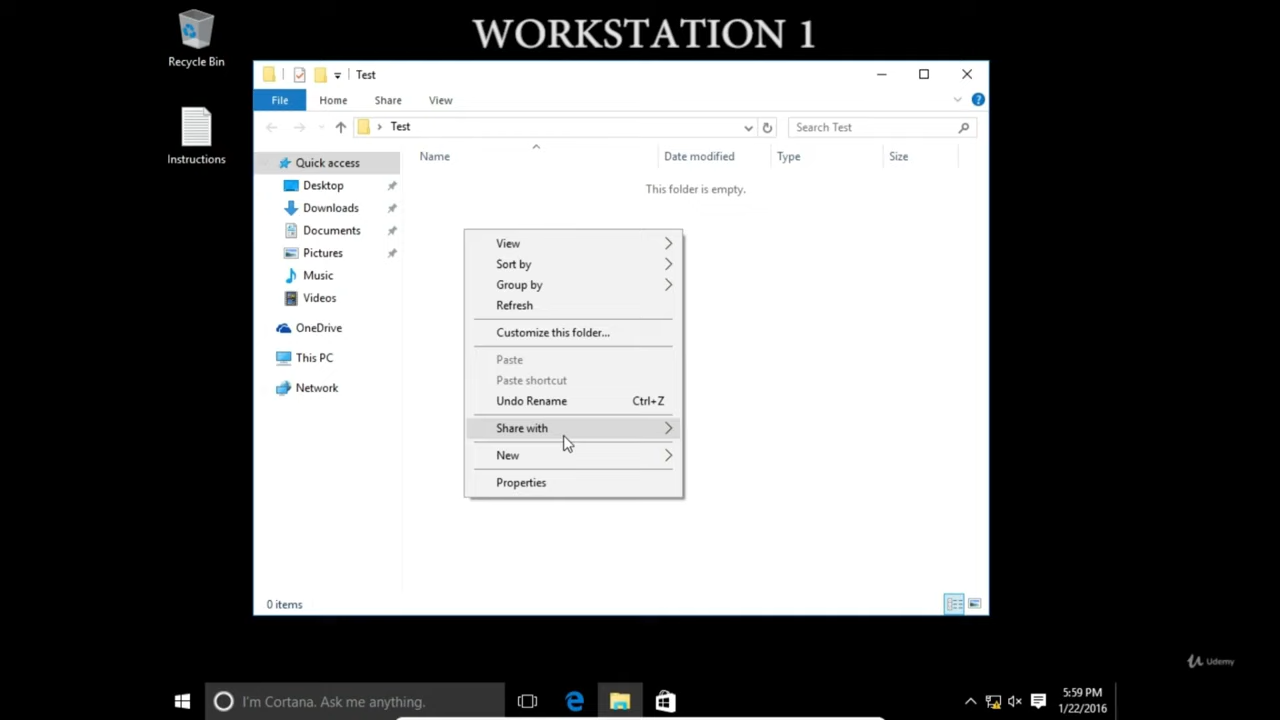 WORKSTATION 1
Recycle Bin
Instructions
Test
File Home Share View
Test
Search Test
Name Date modified Type Size
This folder is empty.
Quick access
Desktop
Downloads
Documents
Pictures
Music
Videos
OneDrive
This PC
Network
View
Sort by
Group by
Refresh
Customize this folder...
Paste
Paste shortcut
Undo Rename Ctrl+Z
Share with
New
Properties
0 items
Udemy
I'm Cortana. Ask me anything.
5:59 PM
1/22/2016